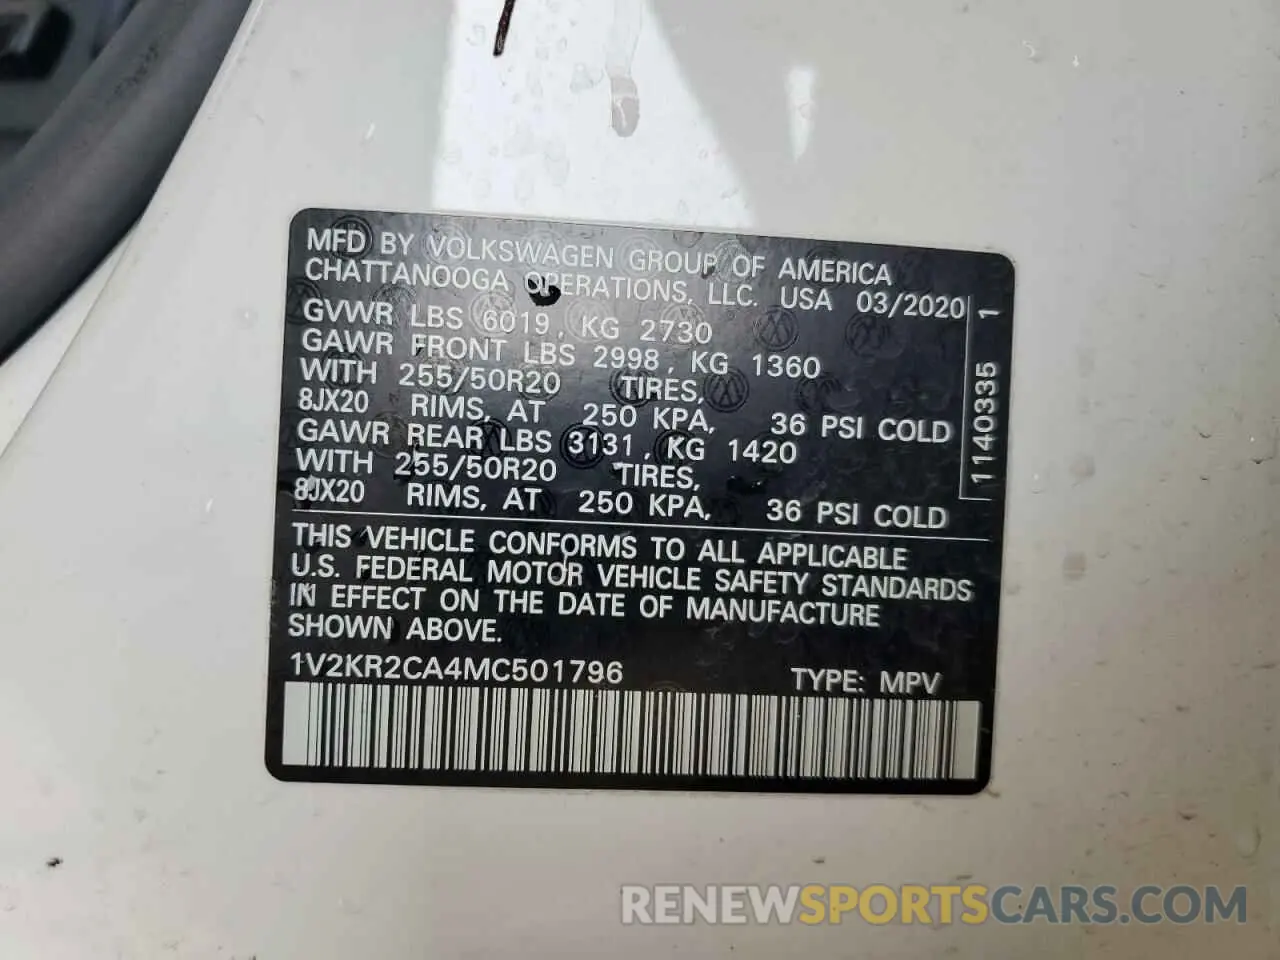 MFD BY VOLKSWAGEN GROUP OF AMERICA
CHATTANOOGA OPERATIONS, LLC. USA 03/2020
GVWR LBS 6019, KG 2730
GAWR FRONT LBS 2998, KG 1360
WITH 255/50R20 TIRES,
8JX20 RIMS, AT 250 KPA, 36 PSI COLD
GAWR REAR LBS 3131, KG 1420
WITH 255/50R20 TIRES,
8JX20 RIMS, AT 250 KPA, 36 PSI COLD
1140335 1
THIS VEHICLE CONFORMS TO ALL APPLICABLE
U.S. FEDERAL MOTOR VEHICLE SAFETY STANDARDS
IN EFFECT ON THE DATE OF MANUFACTURE
SHOWN ABOVE.
1V2KR2CA4MC501796 TYPE: MPV
RENEWSPORTSCARS.COM